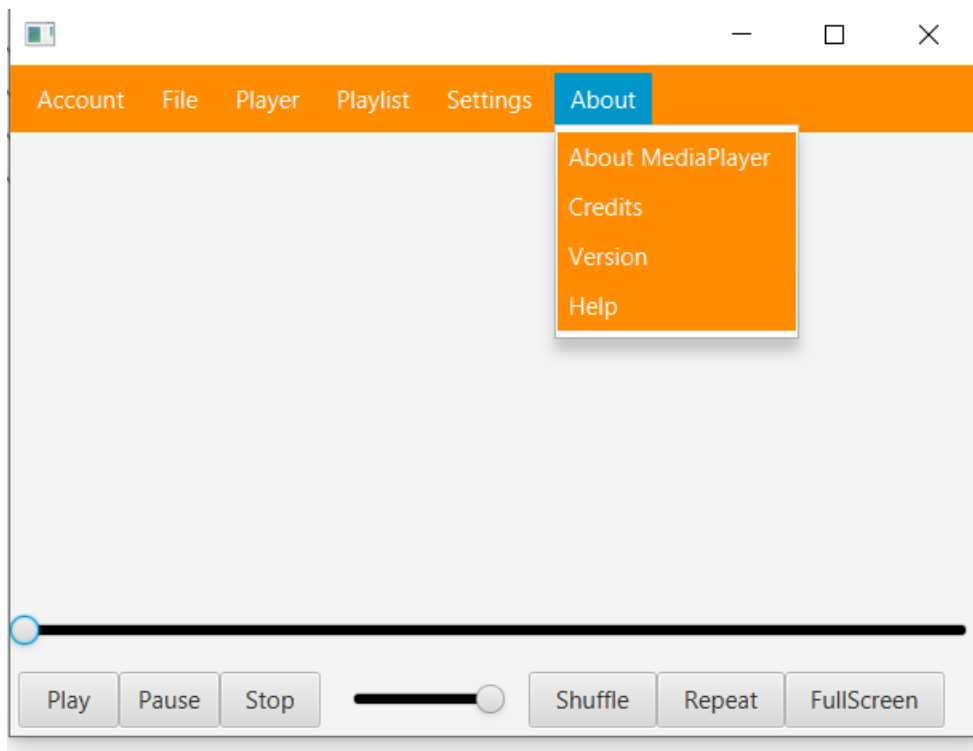 Account File Player Playlist Settings About
About MediaPlayer
Credits
Version
Help
Play Pause Stop Shuffle Repeat FullScreen